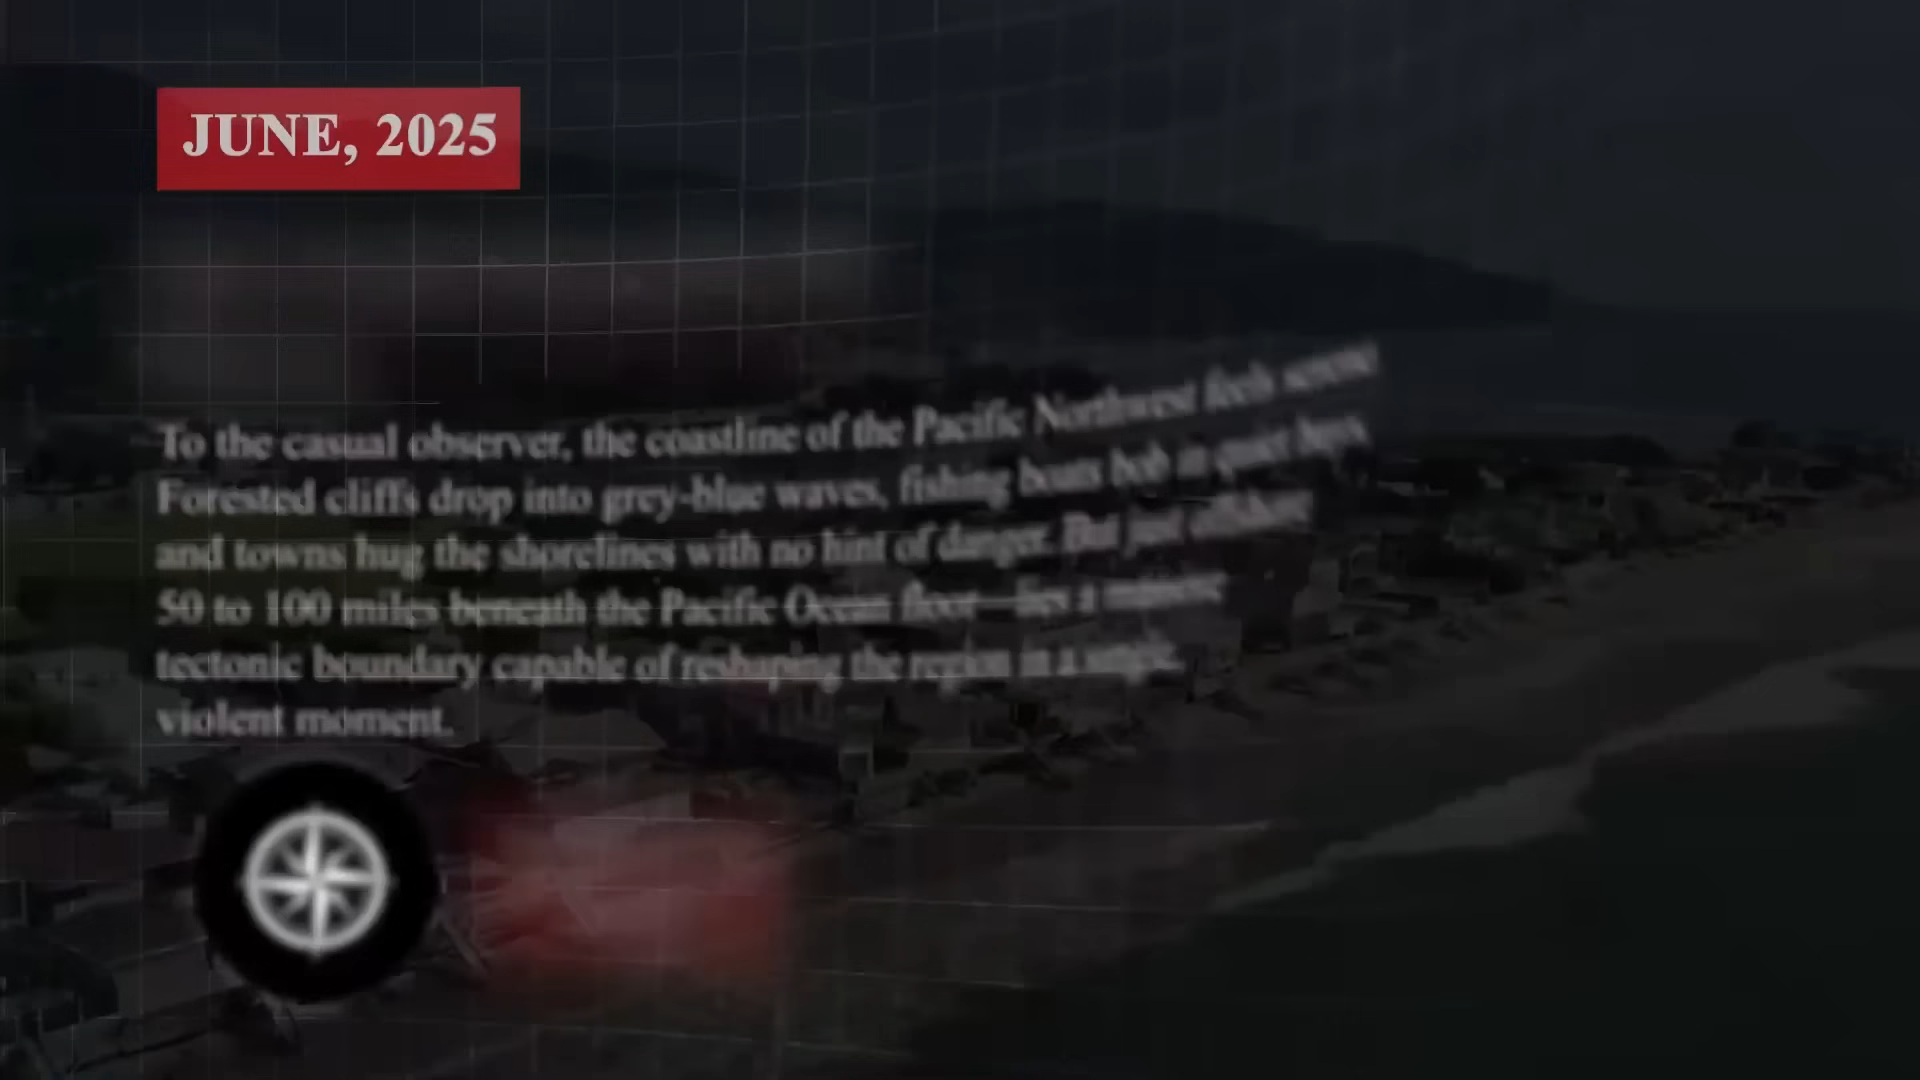 JUNE, 2025
To the casual observer, the coastline of the Pacific Northwest feels serene
Forested cliffs drop into grey-blue waves, fishing boats bob in quiet bays
and towns hug the shorelines with no hint of danger. But just offshore
50 to 100 miles beneath the Pacific Ocean floor—lies a massive
tectonic boundary capable of reshaping the region in a single,
violent moment.